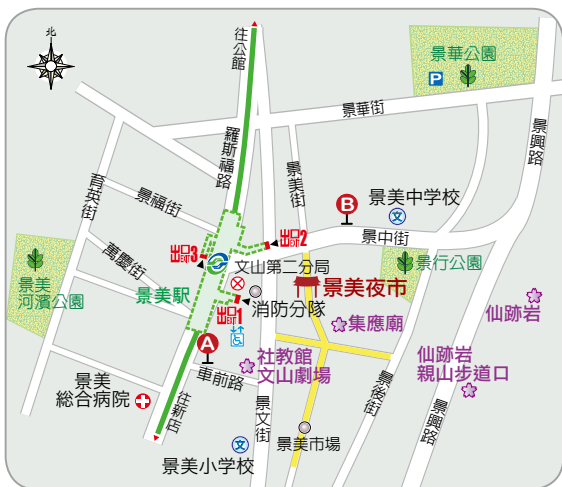 北
往公館
景華公園
P
景華街
羅斯福路
景美街
景興路
育英街
景福街
B
景美中学校
文
出口2
EXIT
景中街
出口3
EXIT
萬慶街
文山第二分局
景美夜市
景行公園
景美
河濱公園
景美駅
消防分隊
出口1
EXIT
集應廟
仙跡岩
A
社教館
文山劇場
仙跡岩
親山步道口
車前路
景美
総合病院
往新店
景文街
景後街
景興路
景美市場
文
景美小学校